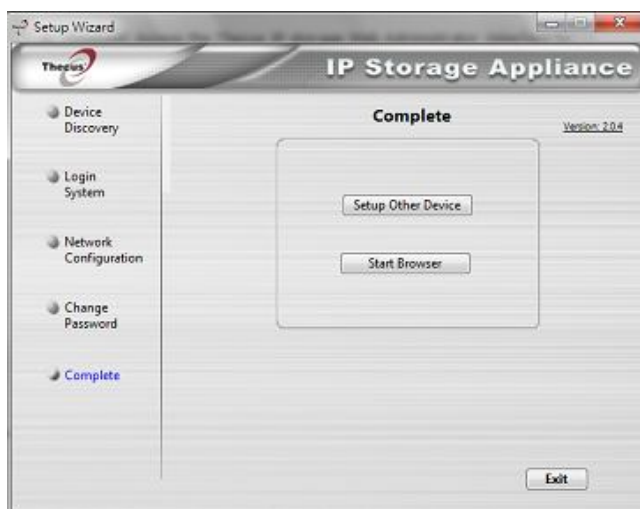 Setup Wizard
Thecus
IP Storage Appliance
Device
Discovery
Login
System
Network
Configuration
Change
Password
Complete
Complete
Version: 2.0.4
Setup Other Device
Start Browser
Exit